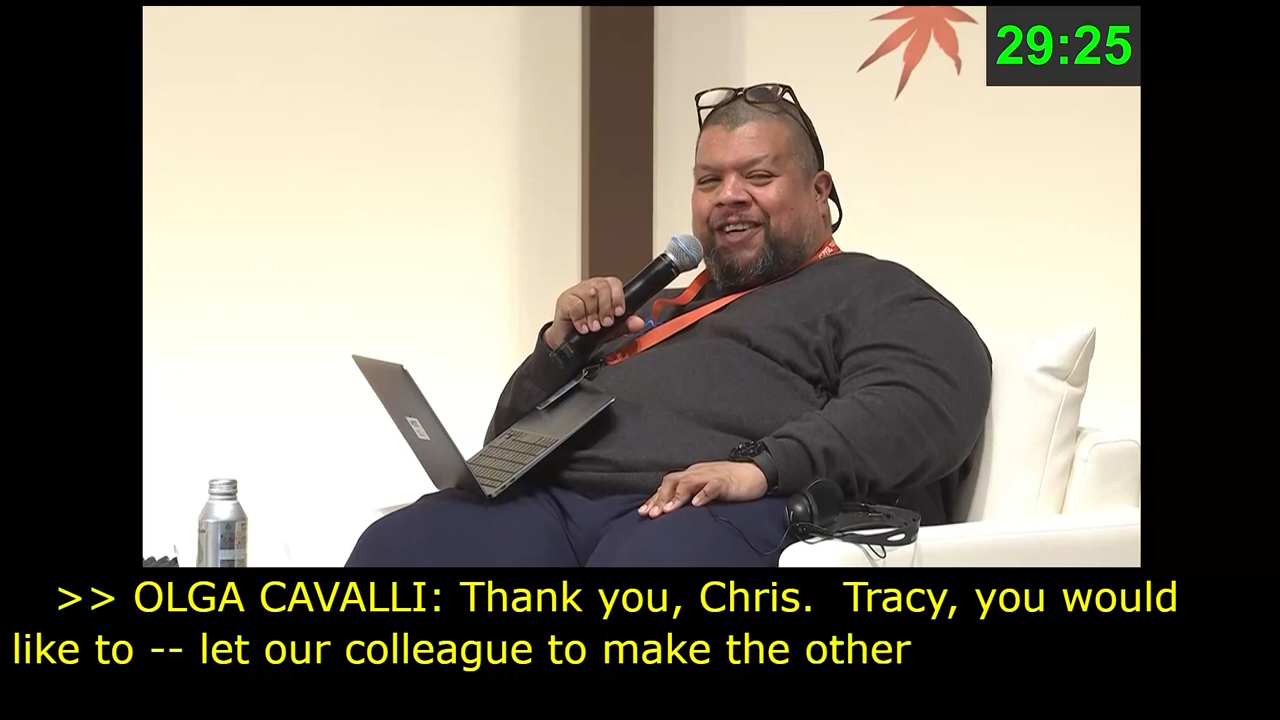 29:25
>> OLGA CAVALLI: Thank you, Chris.  Tracy, you would
like to -- let our colleague to make the other